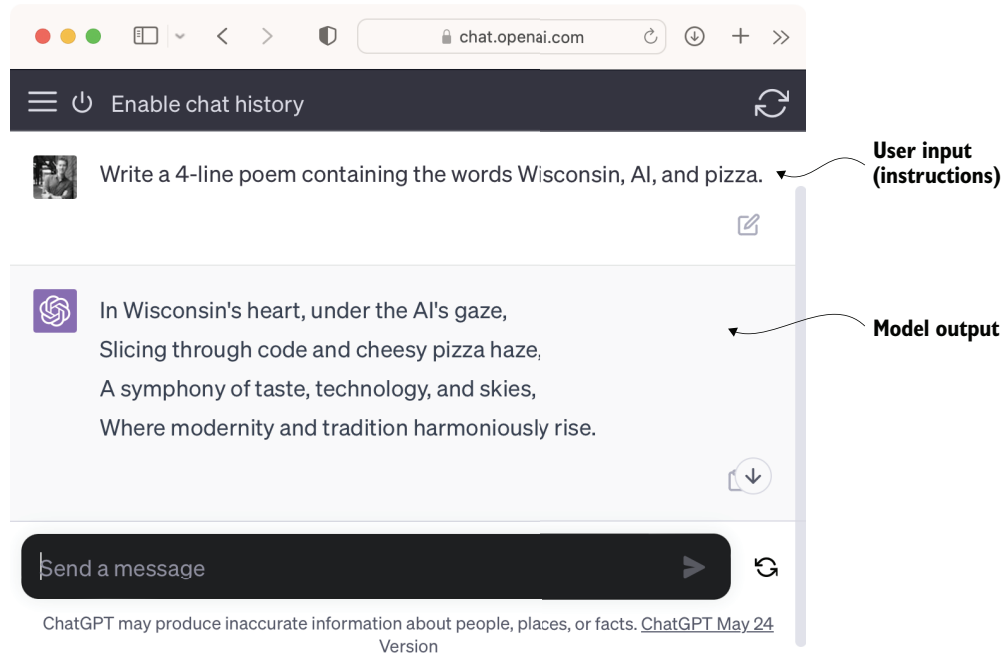 chat.openai.com
Enable chat history
Write a 4-line poem containing the words Wisconsin, AI, and pizza.
User input
(instructions)
In Wisconsin's heart, under the AI's gaze,
Slicing through code and cheesy pizza haze,
A symphony of taste, technology, and skies,
Where modernity and tradition harmoniously rise.
Model output
Send a message
ChatGPT may produce inaccurate information about people, places, or facts. ChatGPT May 24
Version